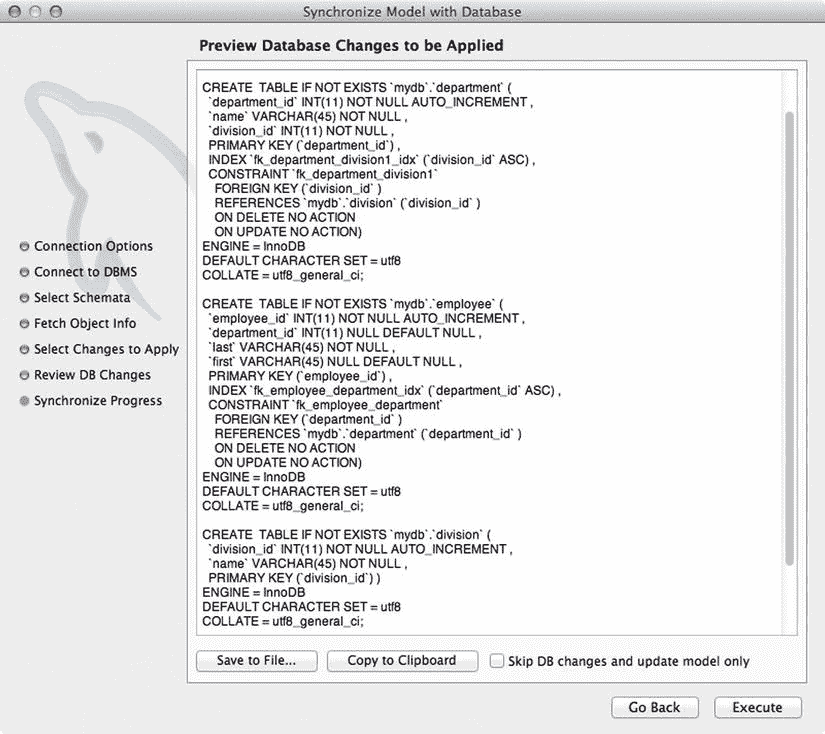 Synchronize Model with Database
Preview Database Changes to be Applied
Connection Options
Connect to DBMS
Select Schemata
Fetch Object Info
Select Changes to Apply
Review DB Changes
Synchronize Progress
CREATE  TABLE IF NOT EXISTS `mydb`.`department` (
  `department_id` INT(11) NOT NULL AUTO_INCREMENT ,
  `name` VARCHAR(45) NOT NULL ,
  `division_id` INT(11) NOT NULL ,
  PRIMARY KEY (`department_id`) ,
  INDEX `fk_department_division1_idx` (`division_id` ASC) ,
  CONSTRAINT `fk_department_division1`
    FOREIGN KEY (`division_id` )
    REFERENCES `mydb`.`division` (`division_id` )
    ON DELETE NO ACTION
    ON UPDATE NO ACTION)
ENGINE = InnoDB
DEFAULT CHARACTER SET = utf8
COLLATE = utf8_general_ci;
CREATE  TABLE IF NOT EXISTS `mydb`.`employee` (
  `employee_id` INT(11) NOT NULL AUTO_INCREMENT ,
  `department_id` INT(11) NULL DEFAULT NULL ,
  `last` VARCHAR(45) NOT NULL ,
  `first` VARCHAR(45) NULL DEFAULT NULL ,
  PRIMARY KEY (`employee_id`) ,
  INDEX `fk_employee_department_idx` (`department_id` ASC) ,
  CONSTRAINT `fk_employee_department`
    FOREIGN KEY (`department_id` )
    REFERENCES `mydb`.`department` (`department_id` )
    ON DELETE NO ACTION
    ON UPDATE NO ACTION)
ENGINE = InnoDB
DEFAULT CHARACTER SET = utf8
COLLATE = utf8_general_ci;
CREATE  TABLE IF NOT EXISTS `mydb`.`division` (
  `division_id` INT(11) NOT NULL AUTO_INCREMENT ,
  `name` VARCHAR(45) NOT NULL ,
  PRIMARY KEY (`division_id`) )
ENGINE = InnoDB
DEFAULT CHARACTER SET = utf8
COLLATE = utf8_general_ci;
Save to File...
Copy to Clipboard
Skip DB changes and update model only
Go Back
Execute